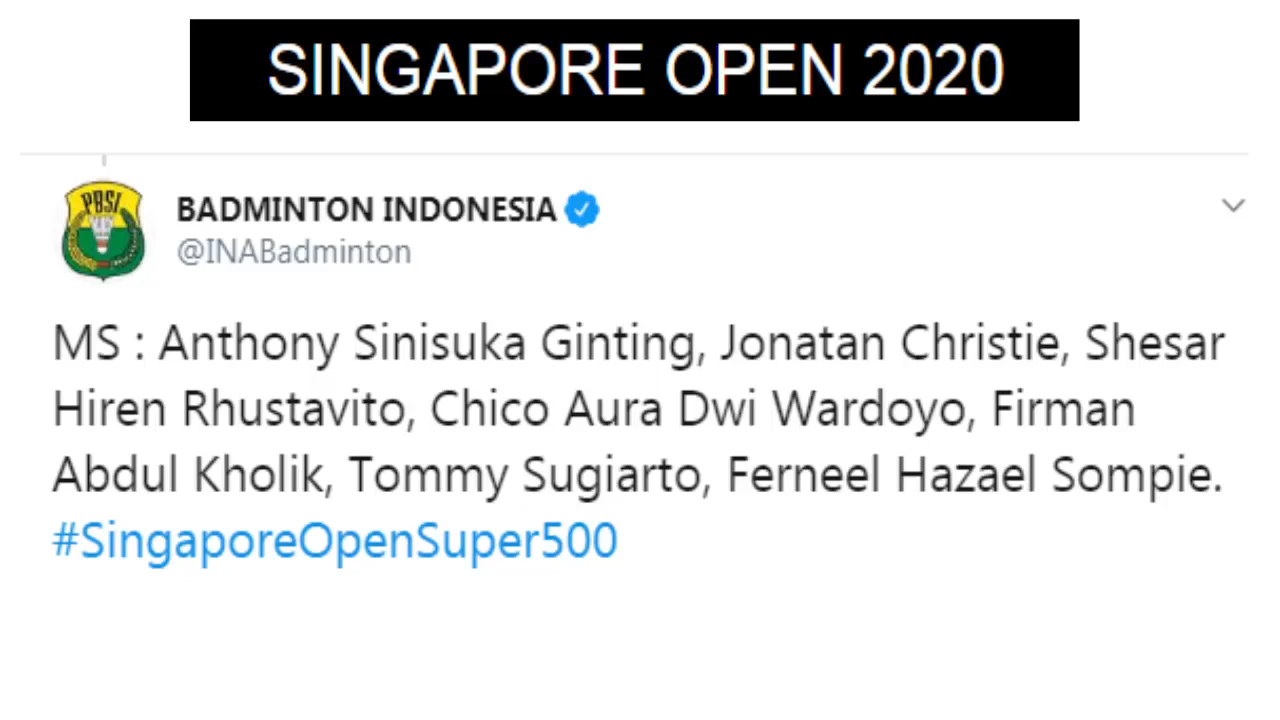 SINGAPORE OPEN 2020
PBSI
BADMINTON INDONESIA
@INABadminton
MS : Anthony Sinisuka Ginting, Jonatan Christie, Shesar
Hiren Rhustavito, Chico Aura Dwi Wardoyo, Firman
Abdul Kholik, Tommy Sugiarto, Ferneel Hazael Sompie.
#SingaporeOpenSuper500